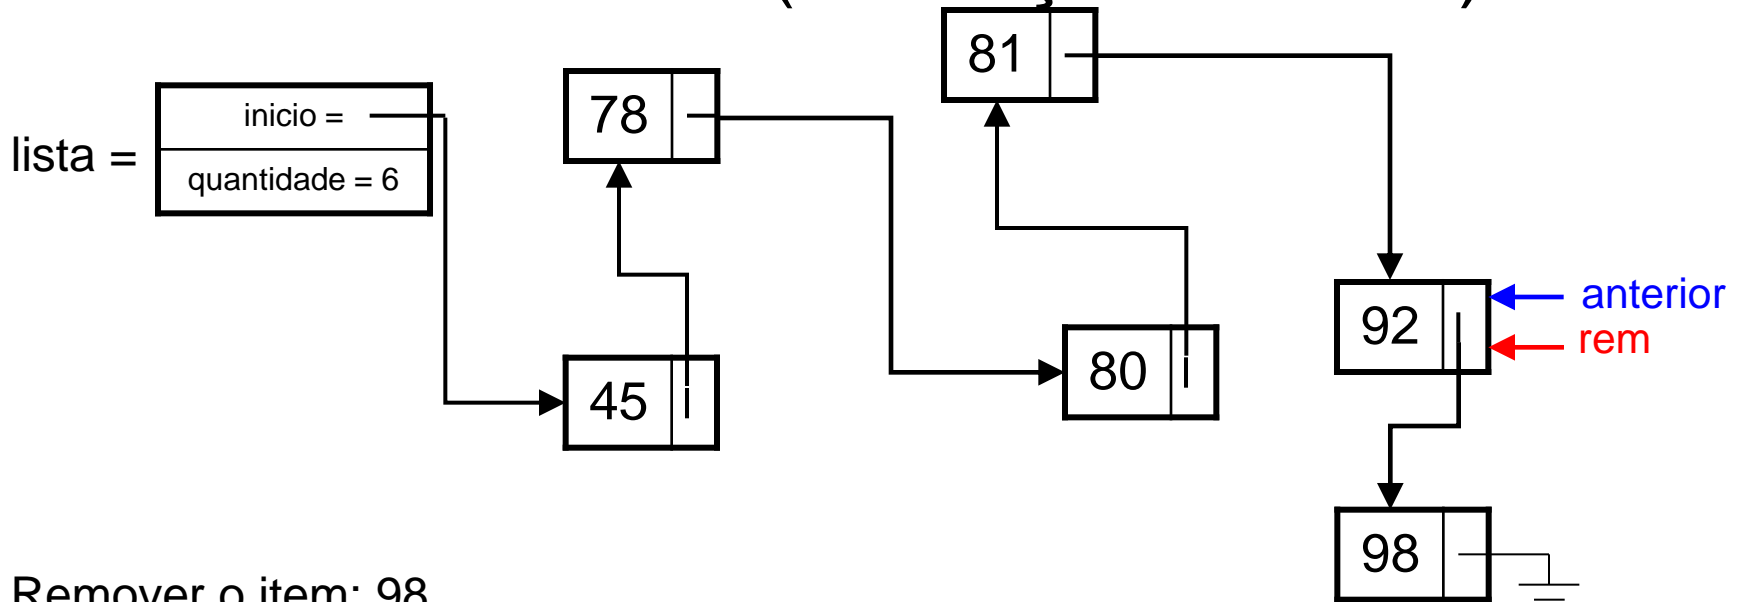 81
inicio =
78
lista =
quantidade = 6
anterior
92
rem
80
45
98
Remover o item: 98